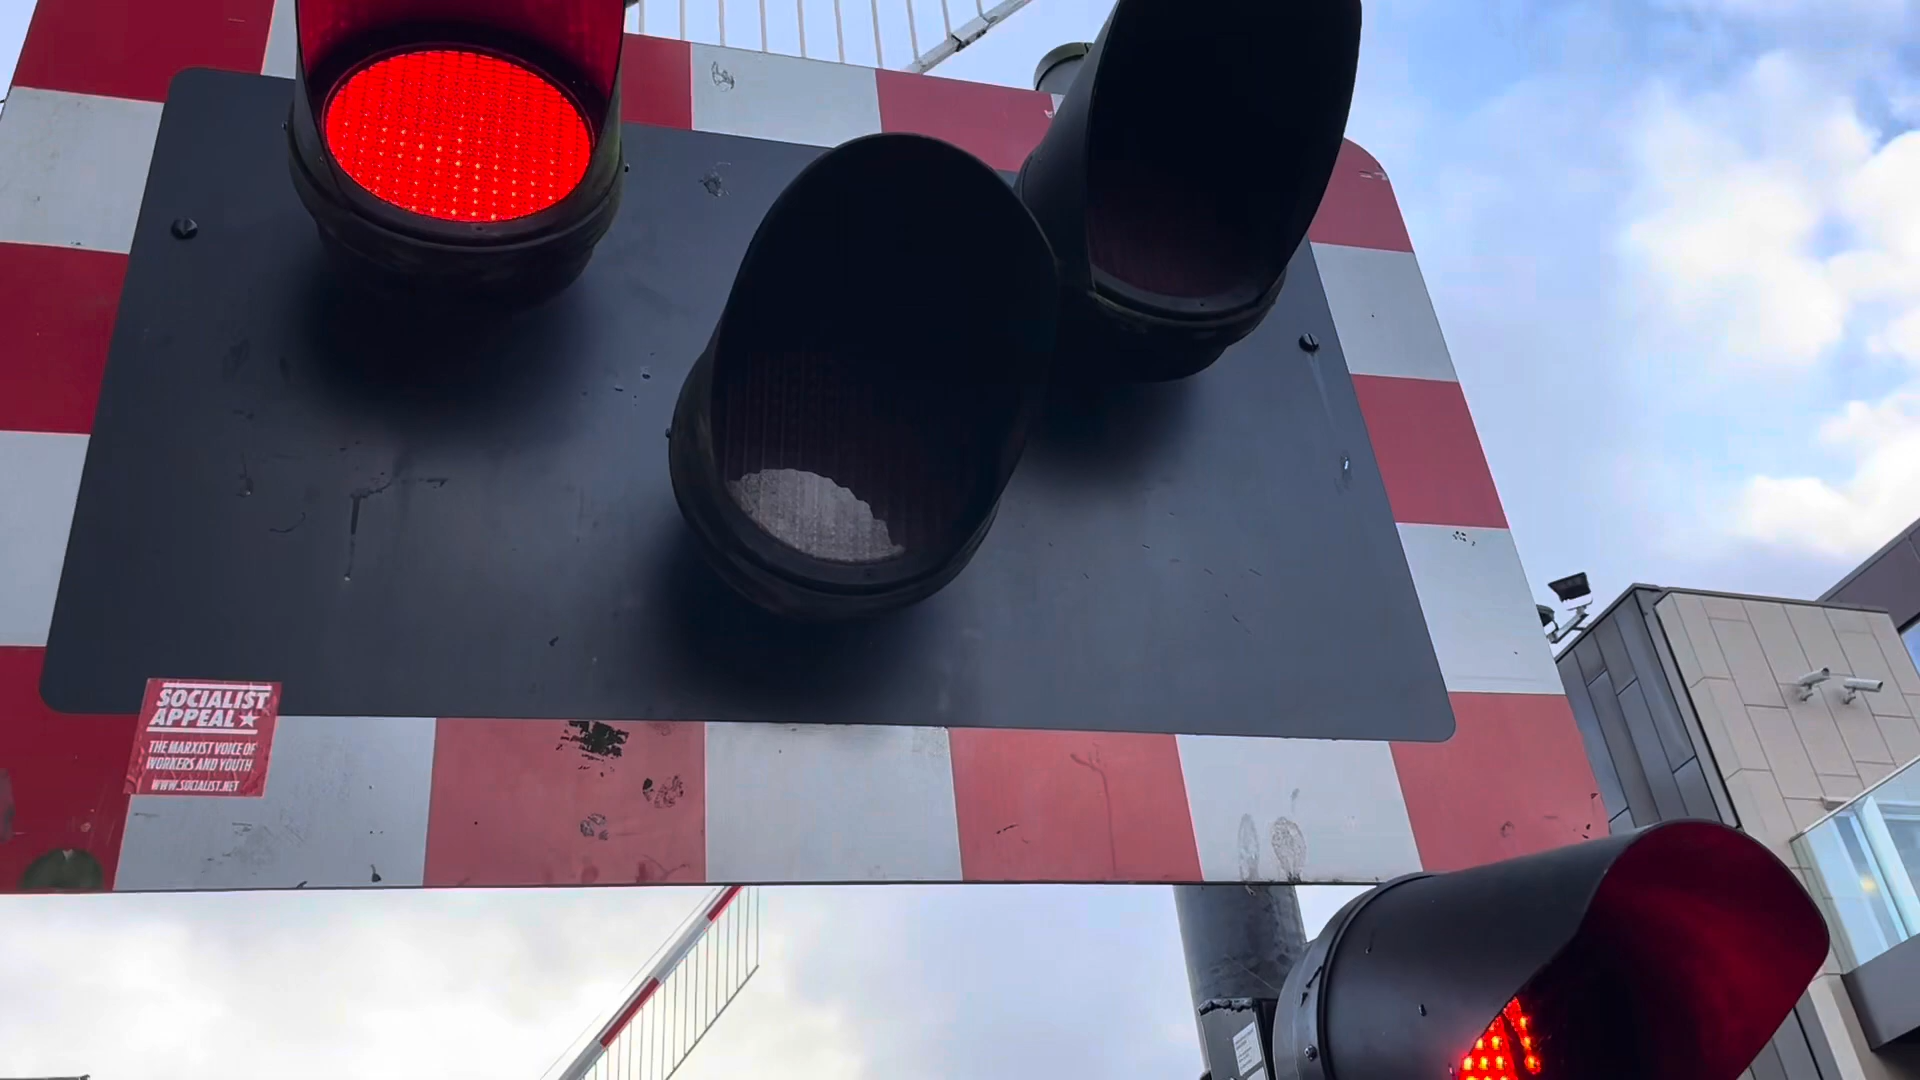 SOCIALIST
APPEAL★
THE MARXIST VOICE OF
WORKERS AND YOUTH
WWW.SOCIALIST.NET